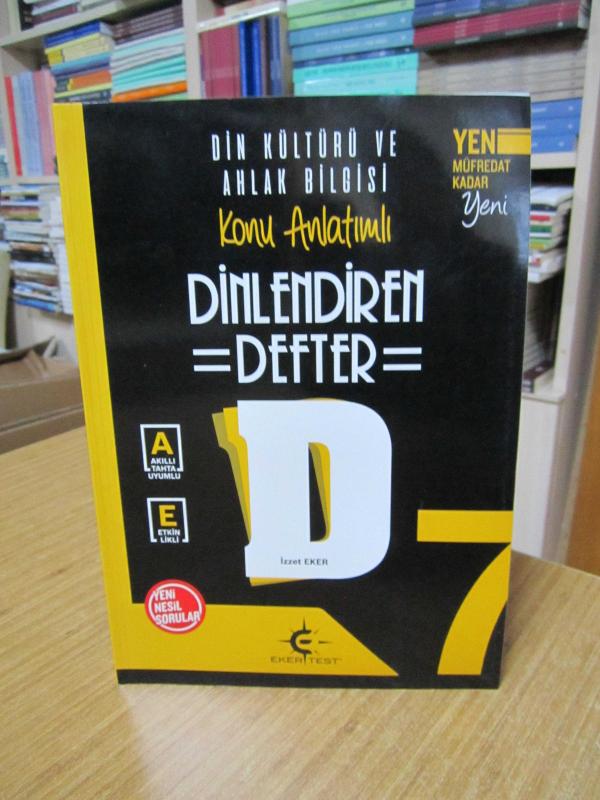 DİN KÜLTÜRÜ VE
AHLAK BİLGİSİ
Konu Anlatımlı
YENİ
MÜFREDAT
KADAR
Yeni
DİNLENDİREN
DEFTER
D
A
AKILLI
TAHTA
UYUMLU
E
ETKİN
LİKLİ
İzzet EKER
YENİ
NESİL
SORULAR
7
EKER TEST